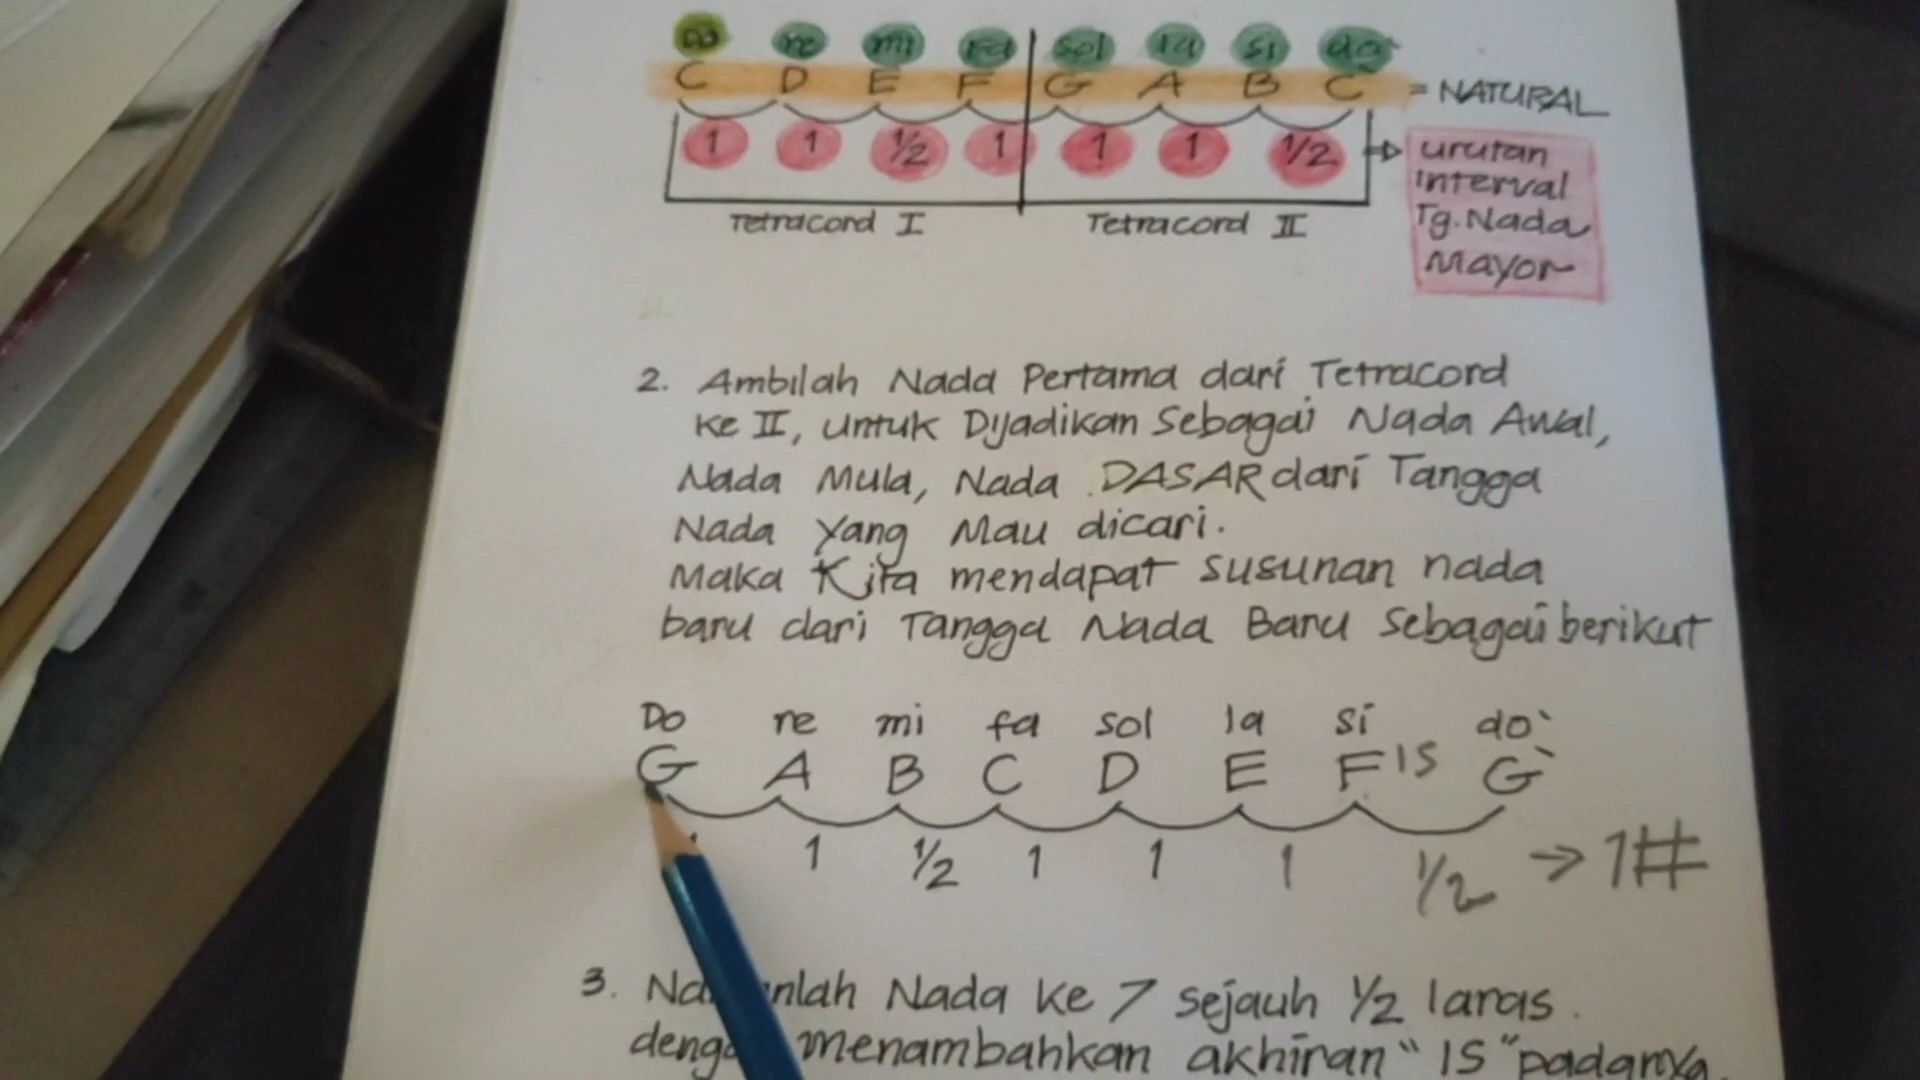 Do re mi Fa sol la si do'
C D E F G A B C' = NATURAL
1 1 1/2 1 1 1 1/2
urutan
interval
Tg. Nada
Mayor
Tetracord I Tetracord II
2. Ambilah Nada Pertama dari Tetracord
Ke II, untuk Dijadikan Sebagai Nada Awal,
Nada Mula, Nada DASAR dari Tangga
Nada yang Mau dicari.
Maka Kita mendapat susunan nada
baru dari Tangga Nada Baru Sebagai berikut
Do re mi fa sol la si do'
G A B C D E F IS G'
1 1/2 1 1 1 1/2 → 1#
3. Nada Ke 7 sejauh 1/2 laras.
menambahkan akhiran "IS" padanya.